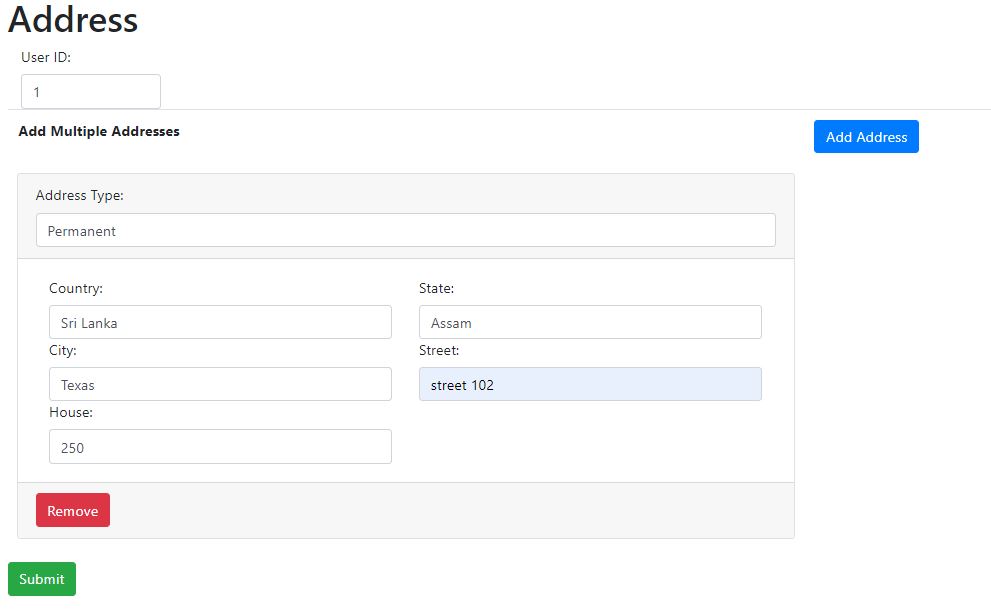 Address
User ID:
1
Add Multiple Addresses
Add Address
Address Type:
Permanent
Country:
State:
Sri Lanka
Assam
City:
Street:
Texas
street 102
House:
250
Remove
Submit